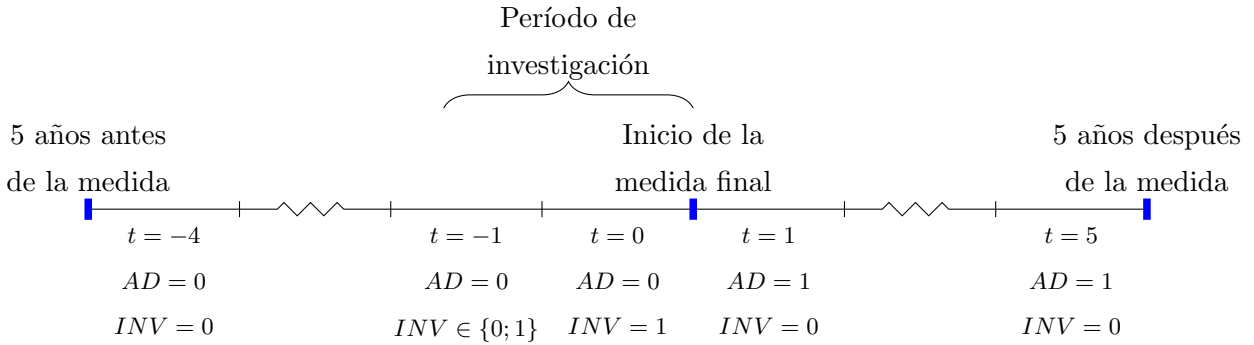 Período de
investigación
5 años antes
de la medida
Inicio de la
medida final
5 años después
de la medida
t = −4
t = −1
t = 0
t = 1
t = 5
AD = 0
AD = 0
AD = 0
AD = 1
AD = 1
INV = 0
INV ∈ {0; 1}
INV = 1
INV = 0
INV = 0